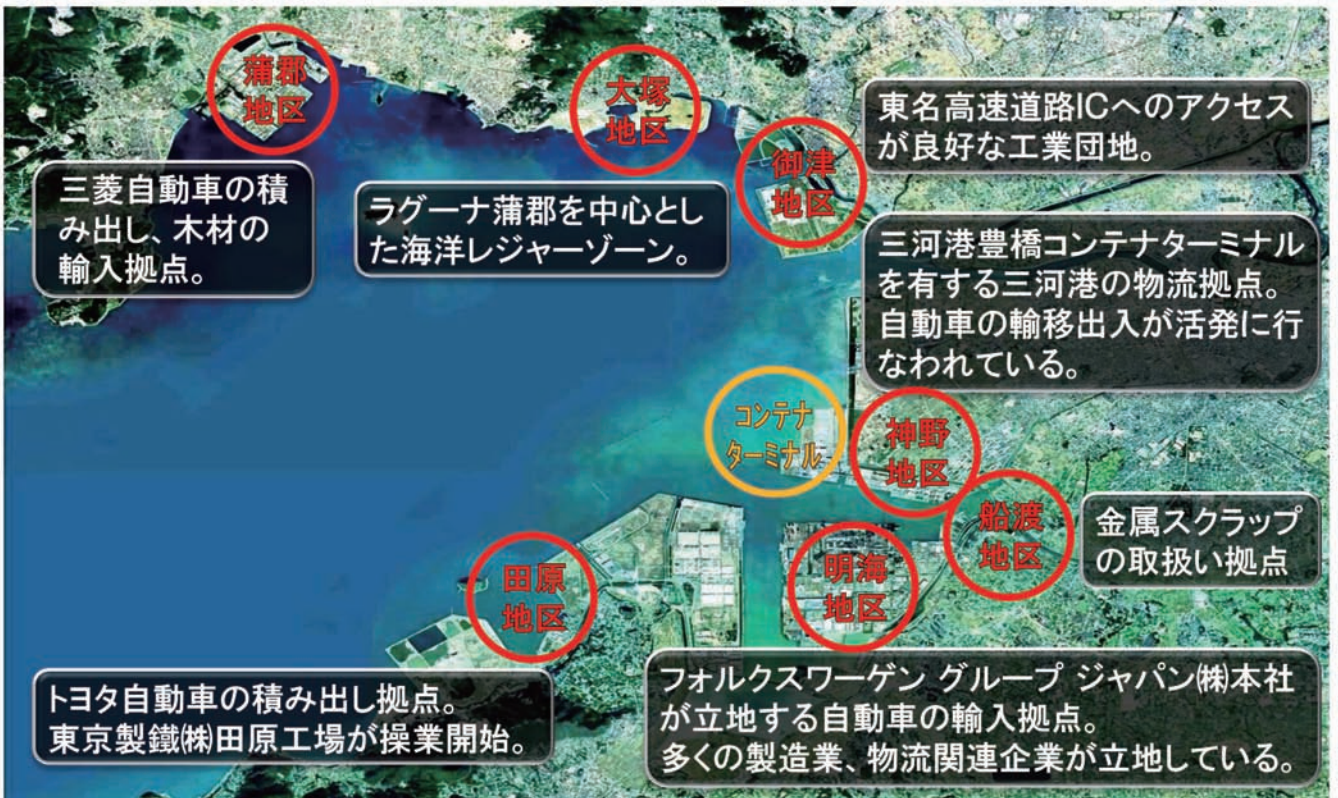 蒲郡
地区
三菱自動車の積
み出し、木材の
輸入拠点。
大塚
地区
ラグーナ蒲郡を中心とし
た海洋レジャーゾーン。
御津
地区
東名高速道路ICへのアクセス
が良好な工業団地。
三河港豊橋コンテナターミナル
を有する三河港の物流拠点。
自動車の輸移出入が活発に行
なわれている。
コンテナ
ターミナル
神野
地区
船渡
地区
金属スクラップ
の取扱い拠点
田原
地区
明海
地区
トヨタ自動車の積み出し拠点。
東京製鐵㈱田原工場が操業開始。
フォルクスワーゲン グループ ジャパン㈱本社
が立地する自動車の輸入拠点。
多くの製造業、物流関連企業が立地している。